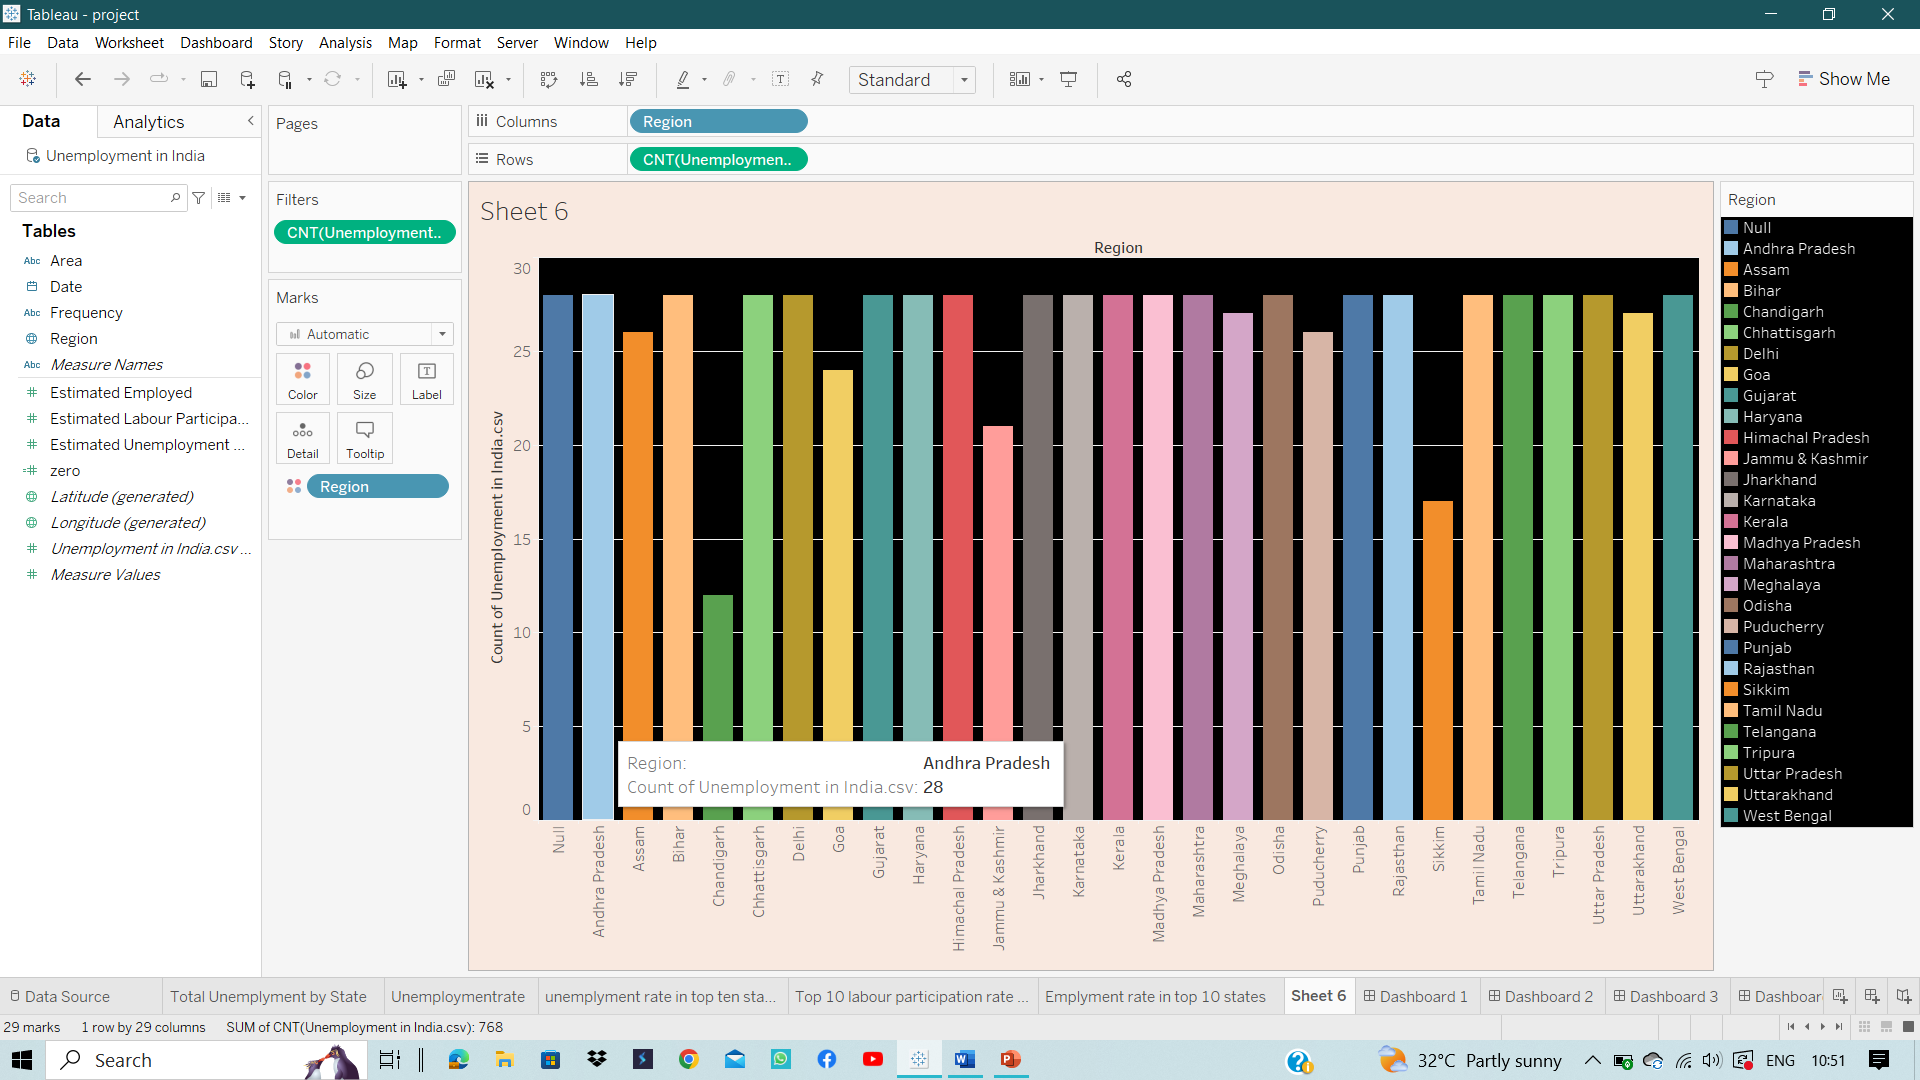 Tableau - project
File Data Worksheet Dashboard Story Analysis Map Format Server Window Help
Standard
Show Me
Data
Analytics
Unemployment in India
Search
Tables
Abc Area
Date
Abc Frequency
Region
Abc Measure Names
Estimated Employed
Estimated Labour Participa...
Estimated Unemployment ...
zero
Latitude (generated)
Longitude (generated)
Unemployment in India.csv ...
Measure Values
Pages
Filters
CNT(Unemployment..
Marks
Automatic
Color
Size
Label
Detail
Tooltip
Region
Columns
Region
Rows
CNT(Unemploymen..
Sheet 6
Region
Count of Unemployment in India.csv
30
25
20
15
10
5
0
Region: Andhra Pradesh
Count of Unemployment in India.csv: 28
Null
Andhra Pradesh
Assam
Bihar
Chandigarh
Chhattisgarh
Delhi
Goa
Gujarat
Haryana
Himachal Pradesh
Jammu & Kashmir
Jharkhand
Karnataka
Kerala
Madhya Pradesh
Maharashtra
Meghalaya
Odisha
Puducherry
Punjab
Rajasthan
Sikkim
Tamil Nadu
Telangana
Tripura
Uttar Pradesh
Uttarakhand
West Bengal
Region
Null
Andhra Pradesh
Assam
Bihar
Chandigarh
Chhattisgarh
Delhi
Goa
Gujarat
Haryana
Himachal Pradesh
Jammu & Kashmir
Jharkhand
Karnataka
Kerala
Madhya Pradesh
Maharashtra
Meghalaya
Odisha
Puducherry
Punjab
Rajasthan
Sikkim
Tamil Nadu
Telangana
Tripura
Uttar Pradesh
Uttarakhand
West Bengal
Data Source
Total Unemplyment by State
Unemploymentrate
unemplyment rate in top ten sta...
Top 10 labour participation rate ...
Emplyment rate in top 10 states
Sheet 6
Dashboard 1
Dashboard 2
Dashboard 3
Dashboar
29 marks
1 row by 29 columns
SUM of CNT(Unemployment in India.csv): 768
Search
32°C Partly sunny
ENG
10:51